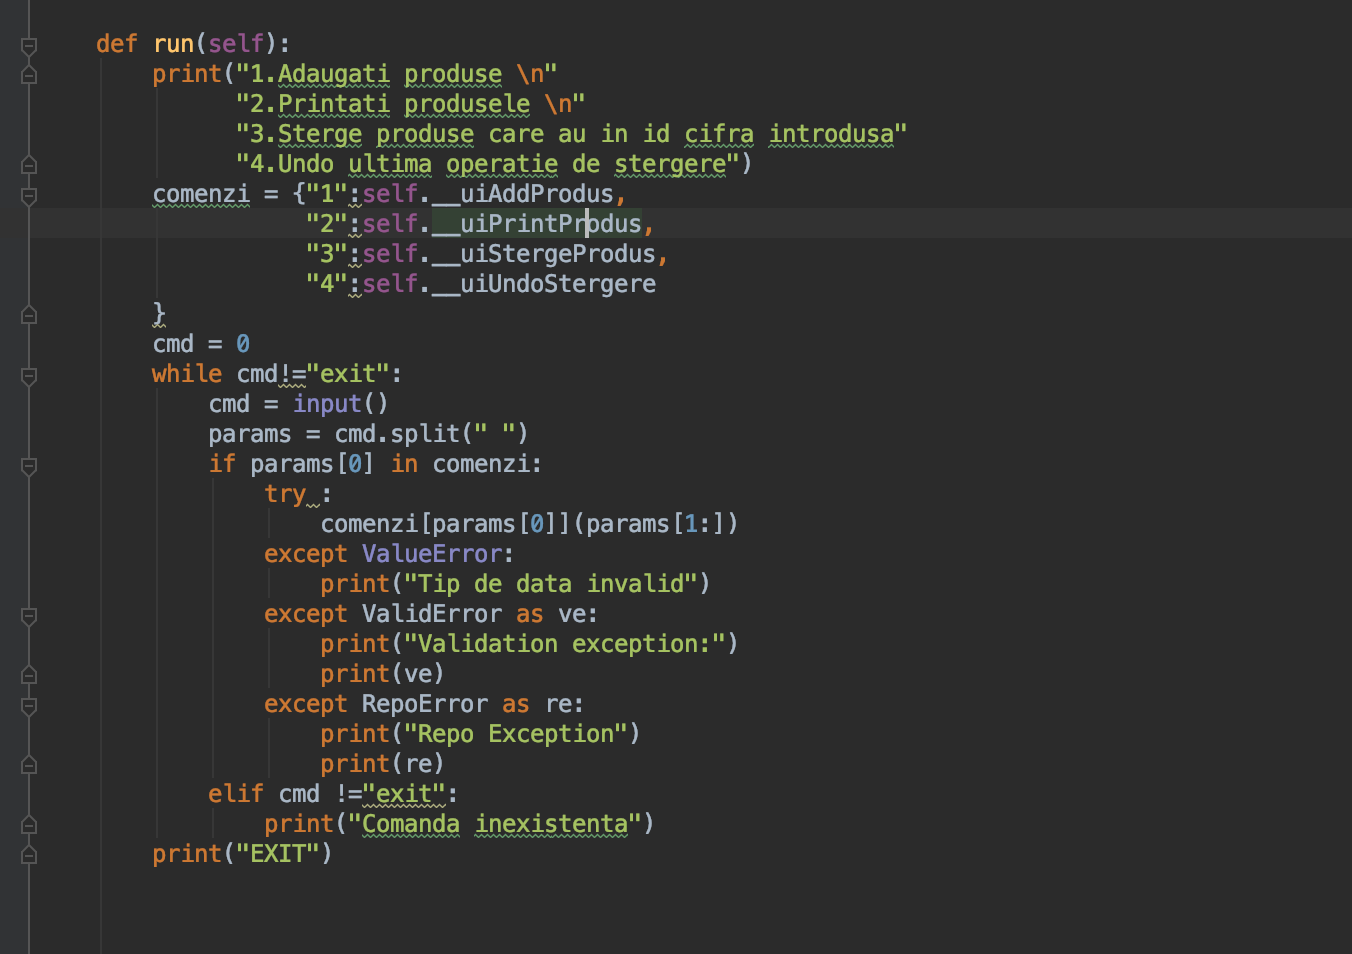 def run(self):
print("1.Adaugati produse \n"
"2.Printati produsele \n"
"3.Sterge produse care au in id cifra introdusa"
"4.Undo ultima operatie de stergere")
comenzi = {"1":self.__uiAddProdus,
"2":self.__uiPrintProdus,
"3":self.__uiStergeProdus,
"4":self.__uiUndoStergere
}
cmd = 0
while cmd!="exit":
cmd = input()
params = cmd.split(" ")
if params[0] in comenzi:
try :
comenzi[params[0]](params[1:])
except ValueError:
print("Tip de data invalid")
except ValidError as ve:
print("Validation exception:")
print(ve)
except RepoError as re:
print("Repo Exception")
print(re)
elif cmd !="exit":
print("Comanda inexistenta")
print("EXIT")